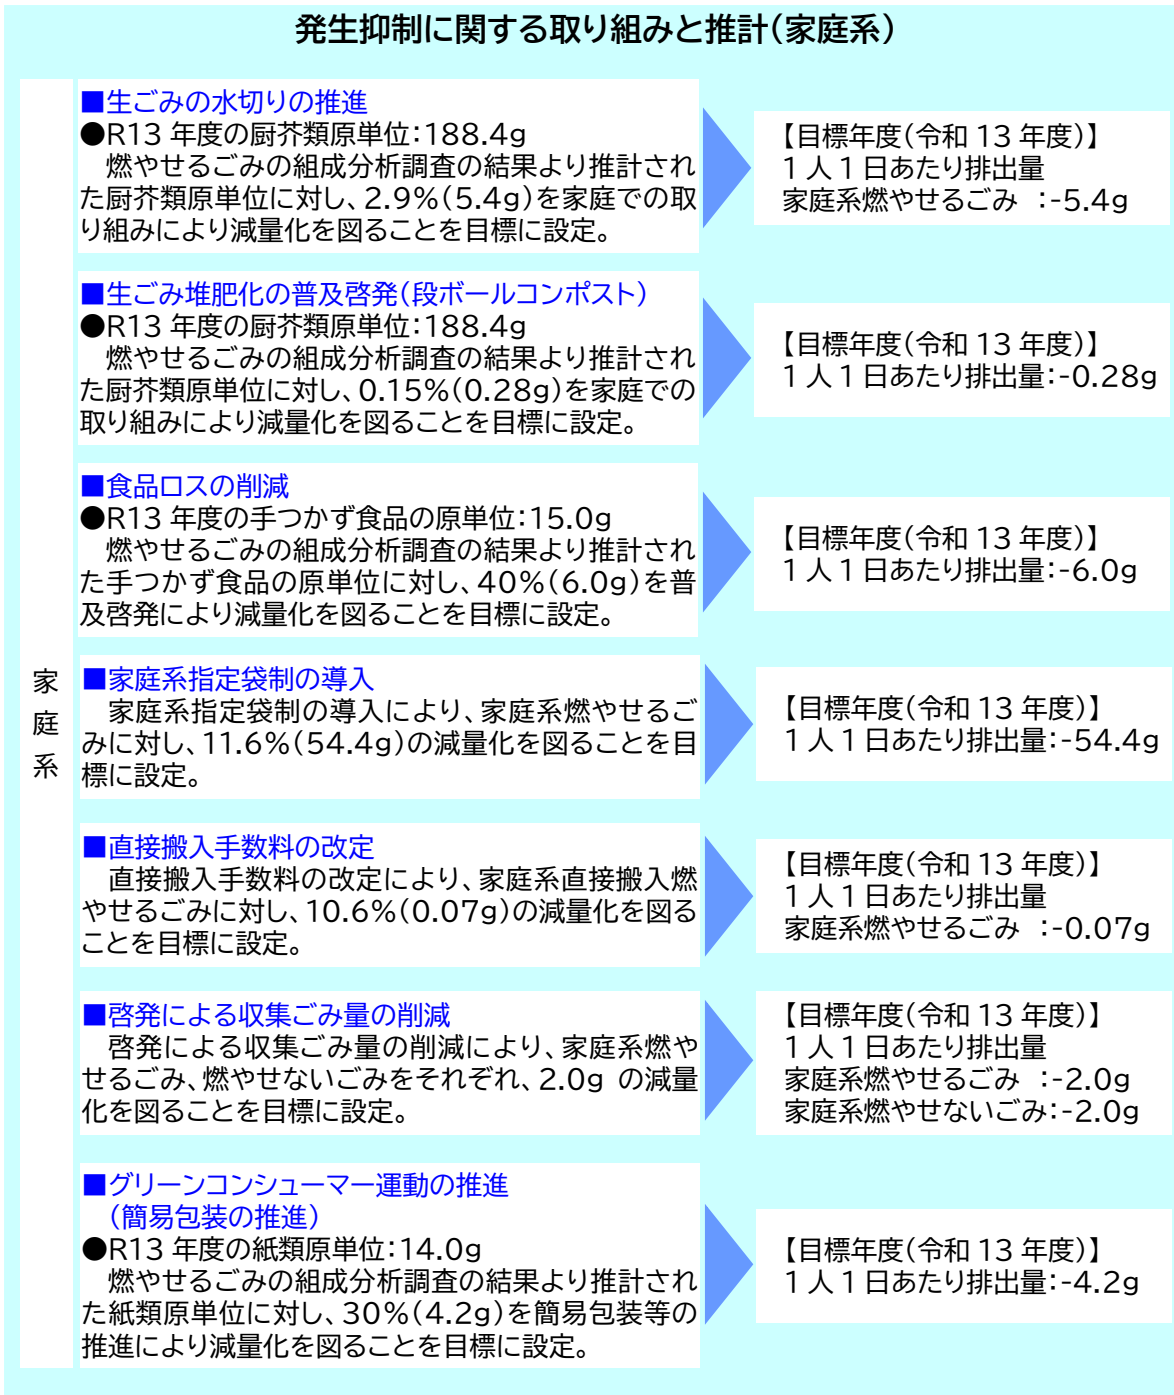 発生抑制に関する取り組みと推計(家庭系)
家庭系
■生ごみの水切りの推進
●R13 年度の厨芥類原単位:188.4g
燃やせるごみの組成分析調査の結果より推計され
た厨芥類原単位に対し、2.9%(5.4g)を家庭での取
り組みにより減量化を図ることを目標に設定。
【目標年度(令和 13 年度)】
1 人 1 日あたり排出量
家庭系燃やせるごみ :-5.4g
■生ごみ堆肥化の普及啓発(段ボールコンポスト)
●R13 年度の厨芥類原単位:188.4g
燃やせるごみの組成分析調査の結果より推計され
た厨芥類原単位に対し、0.15%(0.28g)を家庭での
取り組みにより減量化を図ることを目標に設定。
【目標年度(令和 13 年度)】
1 人 1 日あたり排出量:-0.28g
■食品ロスの削減
●R13 年度の手つかず食品の原単位:15.0g
燃やせるごみの組成分析調査の結果より推計され
た手つかず食品の原単位に対し、40%(6.0g)を普
及啓発により減量化を図ることを目標に設定。
【目標年度(令和 13 年度)】
1 人 1 日あたり排出量:-6.0g
■家庭系指定袋制の導入
家庭系指定袋制の導入により、家庭系燃やせるご
みに対し、11.6%(54.4g)の減量化を図ることを目
標に設定。
【目標年度(令和 13 年度)】
1 人 1 日あたり排出量:-54.4g
■直接搬入手数料の改定
直接搬入手数料の改定により、家庭系直接搬入燃
やせるごみに対し、10.6%(0.07g)の減量化を図る
ことを目標に設定。
【目標年度(令和 13 年度)】
1 人 1 日あたり排出量
家庭系燃やせるごみ :-0.07g
■啓発による収集ごみ量の削減
啓発による収集ごみ量の削減により、家庭系燃や
せるごみ、燃やせないごみをそれぞれ、2.0g の減量
化を図ることを目標に設定。
【目標年度(令和 13 年度)】
1 人 1 日あたり排出量
家庭系燃やせるごみ :-2.0g
家庭系燃やせないごみ:-2.0g
■グリーンコンシューマー運動の推進
(簡易包装の推進)
●R13 年度の紙類原単位:14.0g
燃やせるごみの組成分析調査の結果より推計され
た紙類原単位に対し、30%(4.2g)を簡易包装等の
推進により減量化を図ることを目標に設定。
【目標年度(令和 13 年度)】
1 人 1 日あたり排出量:-4.2g